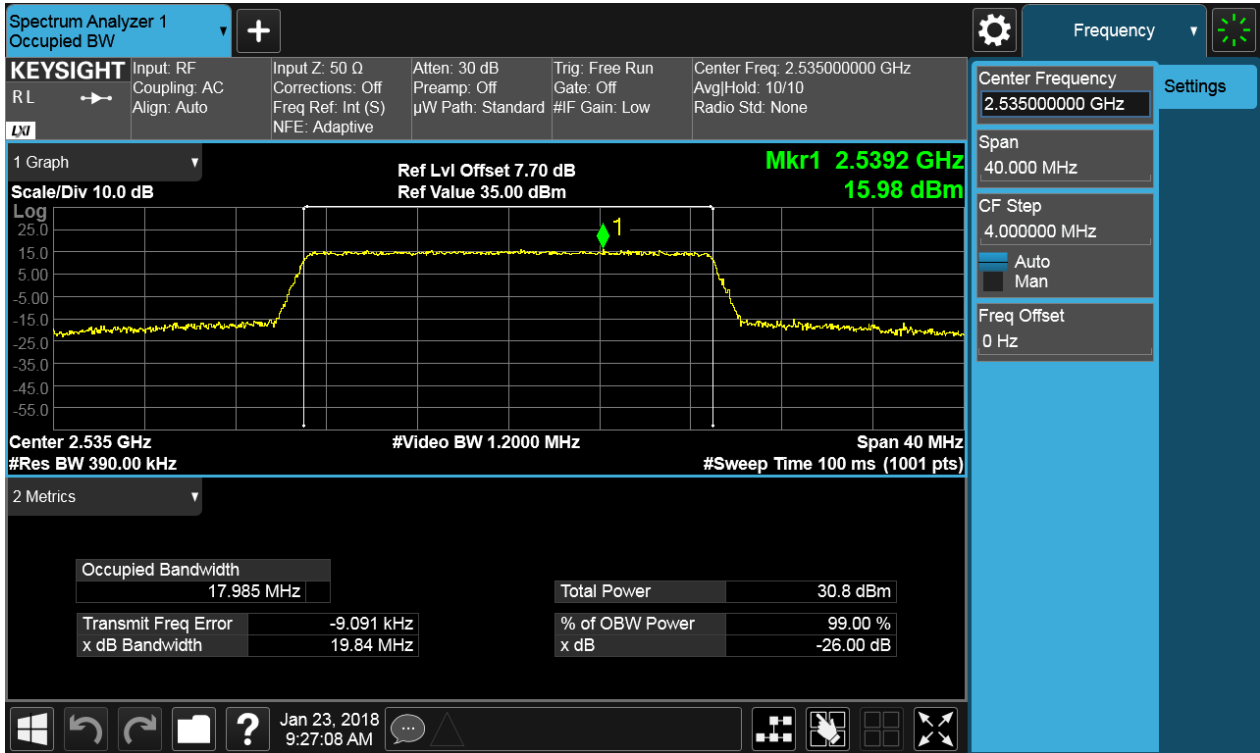 Spectrum Analyzer 1
Occupied BW
+
Frequency
KEYSIGHT
RL
LXI
Input: RF
Coupling: AC
Align: Auto
Input Z: 50 Ω
Corrections: Off
Freq Ref: Int (S)
NFE: Adaptive
Atten: 30 dB
Preamp: Off
µW Path: Standard
Trig: Free Run
Gate: Off
#IF Gain: Low
Center Freq: 2.535000000 GHz
Avg|Hold: 10/10
Radio Std: None
Center Frequency
2.535000000 GHz
Settings
Span
40.000 MHz
CF Step
4.000000 MHz
Auto
Man
Freq Offset
0 Hz
1 Graph
Scale/Div 10.0 dB
Ref Lvl Offset 7.70 dB
Ref Value 35.00 dBm
Mkr1 2.5392 GHz
15.98 dBm
Log
25.0
15.0
5.00
-5.00
-15.0
-25.0
-35.0
-45.0
-55.0
1
Center 2.535 GHz
#Video BW 1.2000 MHz
Span 40 MHz
#Res BW 390.00 kHz
#Sweep Time 100 ms (1001 pts)
2 Metrics
Occupied Bandwidth
17.985 MHz
Total Power 30.8 dBm
Transmit Freq Error -9.091 kHz
% of OBW Power 99.00 %
x dB Bandwidth 19.84 MHz
x dB -26.00 dB
?
Jan 23, 2018
9:27:08 AM